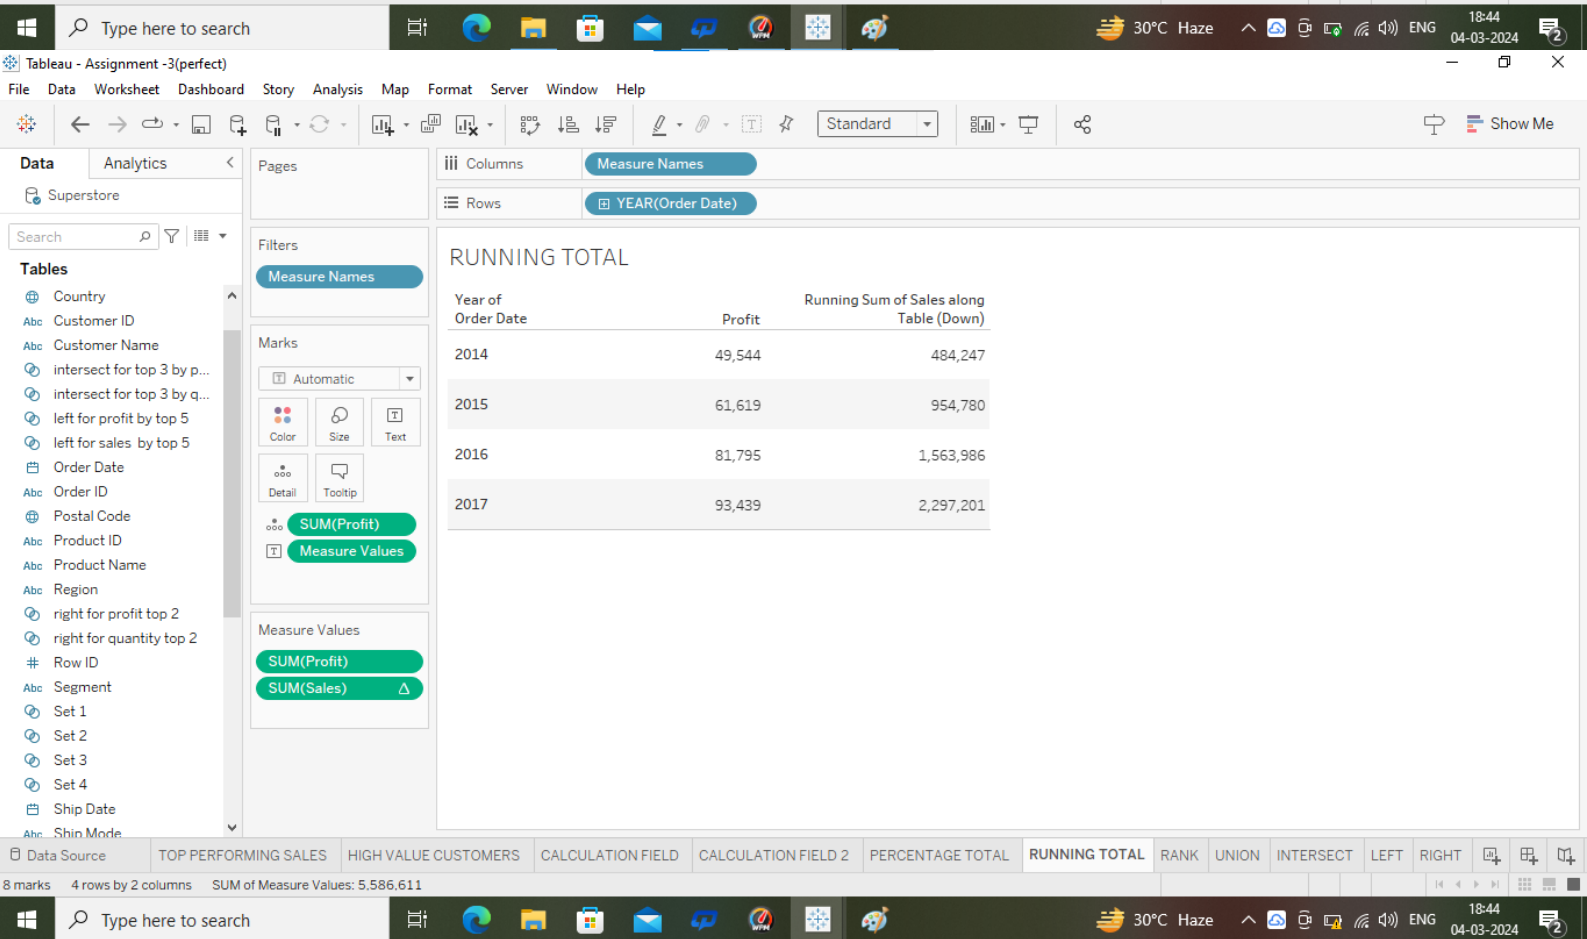 Type here to search
30°C Haze
ENG
18:44
04-03-2024
2
Tableau - Assignment -3(perfect)
File Data Worksheet Dashboard Story Analysis Map Format Server Window Help
Standard
Show Me
Data
Analytics
Superstore
Search
Tables
Country
Abc Customer ID
Abc Customer Name
intersect for top 3 by p...
intersect for top 3 by q...
left for profit by top 5
left for sales by top 5
Order Date
Abc Order ID
Postal Code
Abc Product ID
Abc Product Name
Abc Region
right for profit top 2
right for quantity top 2
Row ID
Abc Segment
Set 1
Set 2
Set 3
Set 4
Ship Date
Abc Ship Mode
Pages
Filters
Measure Names
Marks
Automatic
Color Size Text
Detail Tooltip
SUM(Profit)
Measure Values
Measure Values
SUM(Profit)
SUM(Sales) Δ
Columns Measure Names
Rows YEAR(Order Date)
RUNNING TOTAL
Year of
Order Date
Profit
Running Sum of Sales along
Table (Down)
2014 49,544 484,247
2015 61,619 954,780
2016 81,795 1,563,986
2017 93,439 2,297,201
Data Source TOP PERFORMING SALES HIGH VALUE CUSTOMERS CALCULATION FIELD CALCULATION FIELD 2 PERCENTAGE TOTAL RUNNING TOTAL RANK UNION INTERSECT LEFT RIGHT
8 marks 4 rows by 2 columns SUM of Measure Values: 5,586,611
Type here to search
30°C Haze
ENG
18:44
04-03-2024
2